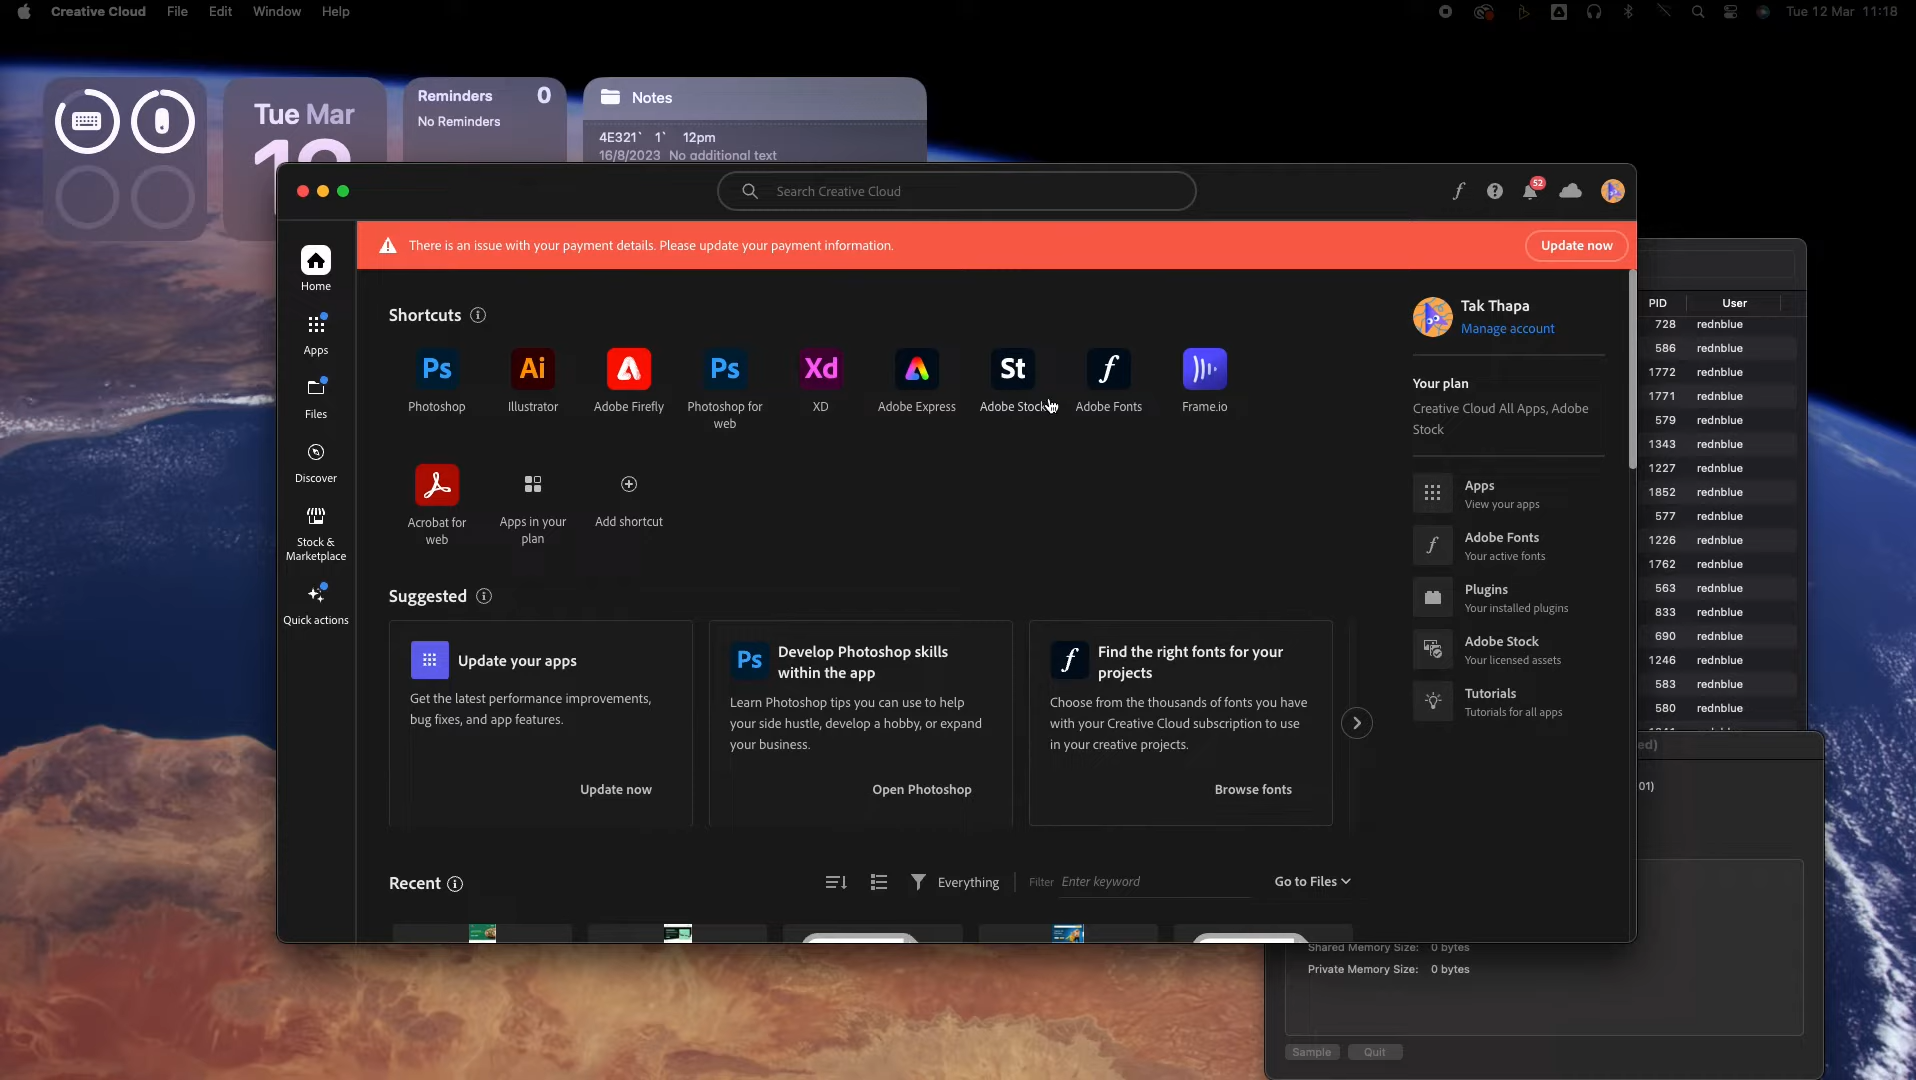 Creative Cloud File Edit Window Help
Tue 12 Mar 11:18
Tue Mar
12
Reminders 0
No Reminders
Notes
4E321` 1` 12pm
16/8/2023 No additional text
Search Creative Cloud
52
There is an issue with your payment details. Please update your payment information.
Update now
Home
Apps
Files
Discover
Stock &
Marketplace
Quick actions
Shortcuts
Ps
Photoshop
Ai
Illustrator
Adobe Firefly
Ps
Photoshop for
web
Xd
XD
Adobe Express
St
Adobe Stock
f
Adobe Fonts
Frame.io
Acrobat for
web
Apps in your
plan
Add shortcut
Suggested
Update your apps
Get the latest performance improvements,
bug fixes, and app features.
Update now
Ps
Develop Photoshop skills
within the app
Learn Photoshop tips you can use to help
your side hustle, develop a hobby, or expand
your business.
Open Photoshop
f
Find the right fonts for your
projects
Choose from the thousands of fonts you have
with your Creative Cloud subscription to use
in your creative projects.
Browse fonts
Recent
Everything
Filter Enter keyword
Go to Files
Tak Thapa
Manage account
Your plan
Creative Cloud All Apps, Adobe
Stock
Apps
View your apps
Adobe Fonts
Your active fonts
Plugins
Your installed plugins
Adobe Stock
Your licensed assets
Tutorials
Tutorials for all apps
PID User
728 rednblue
586 rednblue
1772 rednblue
1771 rednblue
579 rednblue
1343 rednblue
1227 rednblue
1852 rednblue
577 rednblue
1226 rednblue
1762 rednblue
563 rednblue
833 rednblue
690 rednblue
1246 rednblue
583 rednblue
580 rednblue
ed)
01)
Shared Memory Size: 0 bytes
Private Memory Size: 0 bytes
Sample
Quit